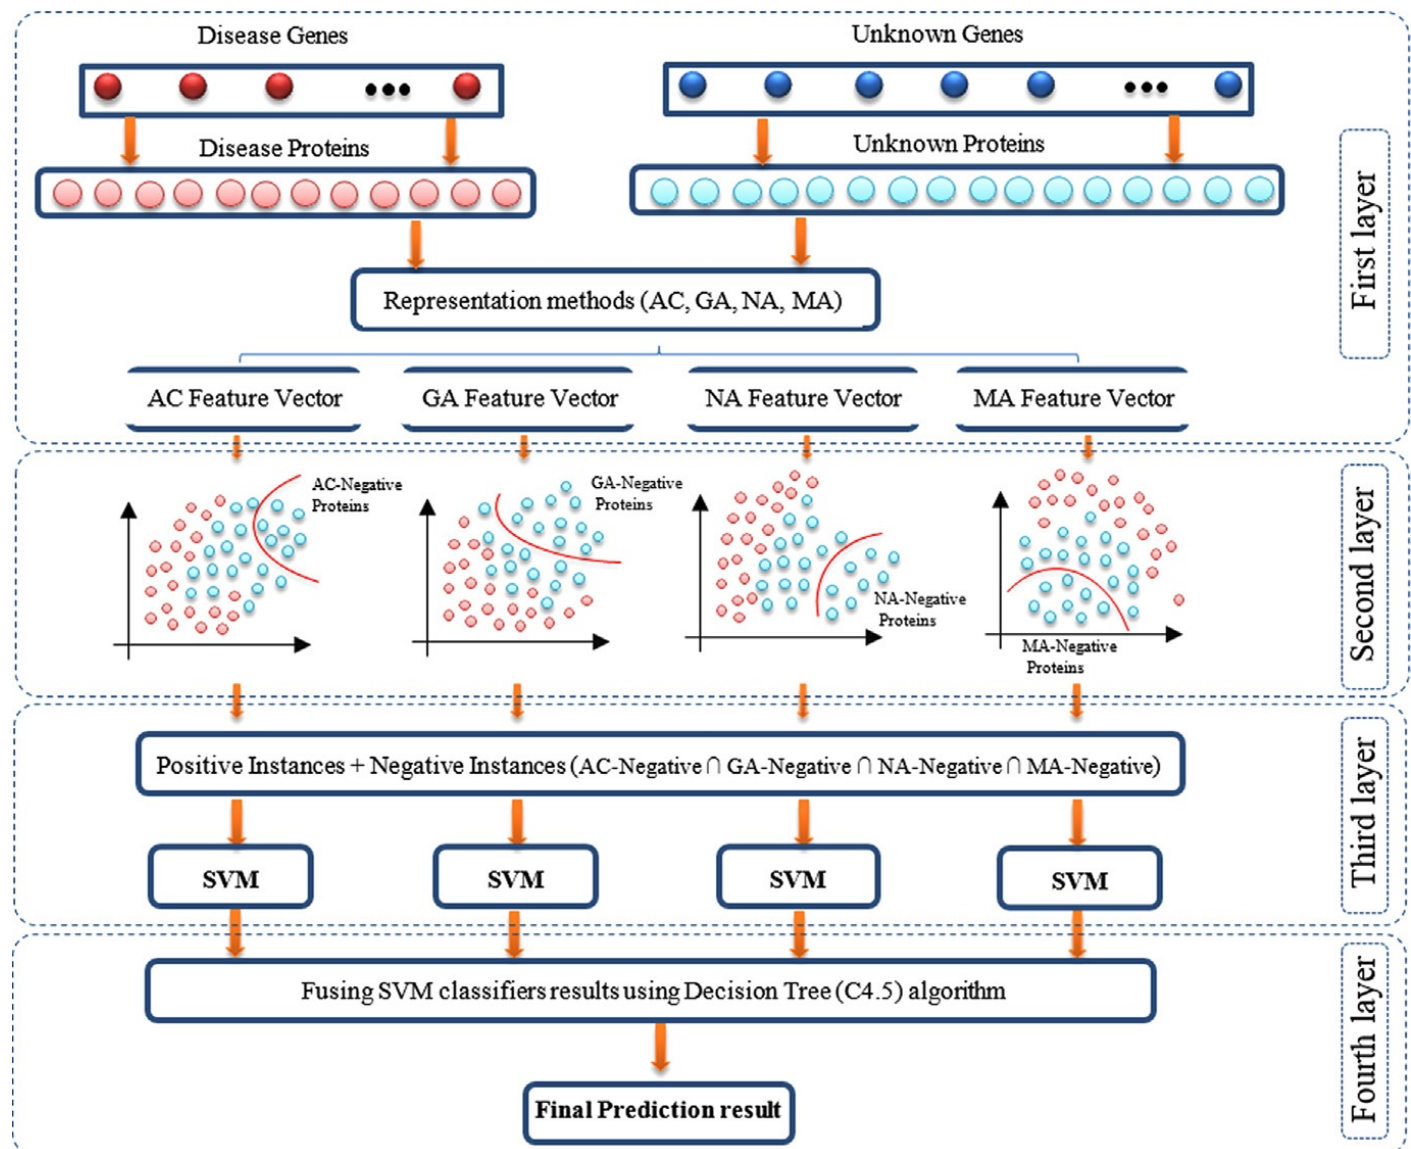 Disease Genes
Unknown Genes
Disease Proteins
Unknown Proteins
First layer
Representation methods (AC, GA, NA, MA)
AC Feature Vector
GA Feature Vector
NA Feature Vector
MA Feature Vector
AC-Negative
Proteins
GA-Negative
Proteins
NA-Negative
Proteins
MA-Negative
Proteins
Second layer
Positive Instances + Negative Instances (AC-Negative ∩ GA-Negative ∩ NA-Negative ∩ MA-Negative)
SVM
SVM
SVM
SVM
Third layer
Fusing SVM classifiers results using Decision Tree (C4.5) algorithm
Final Prediction result
Fourth layer